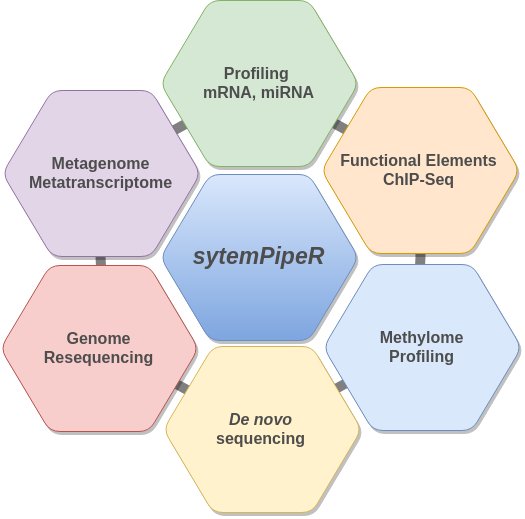 Profiling
mRNA, miRNA
Metagenome
Metatranscriptome
Functional Elements
ChIP-Seq
sytemPipeR
Genome
Resequencing
Methylome
Profiling
De novo
sequencing